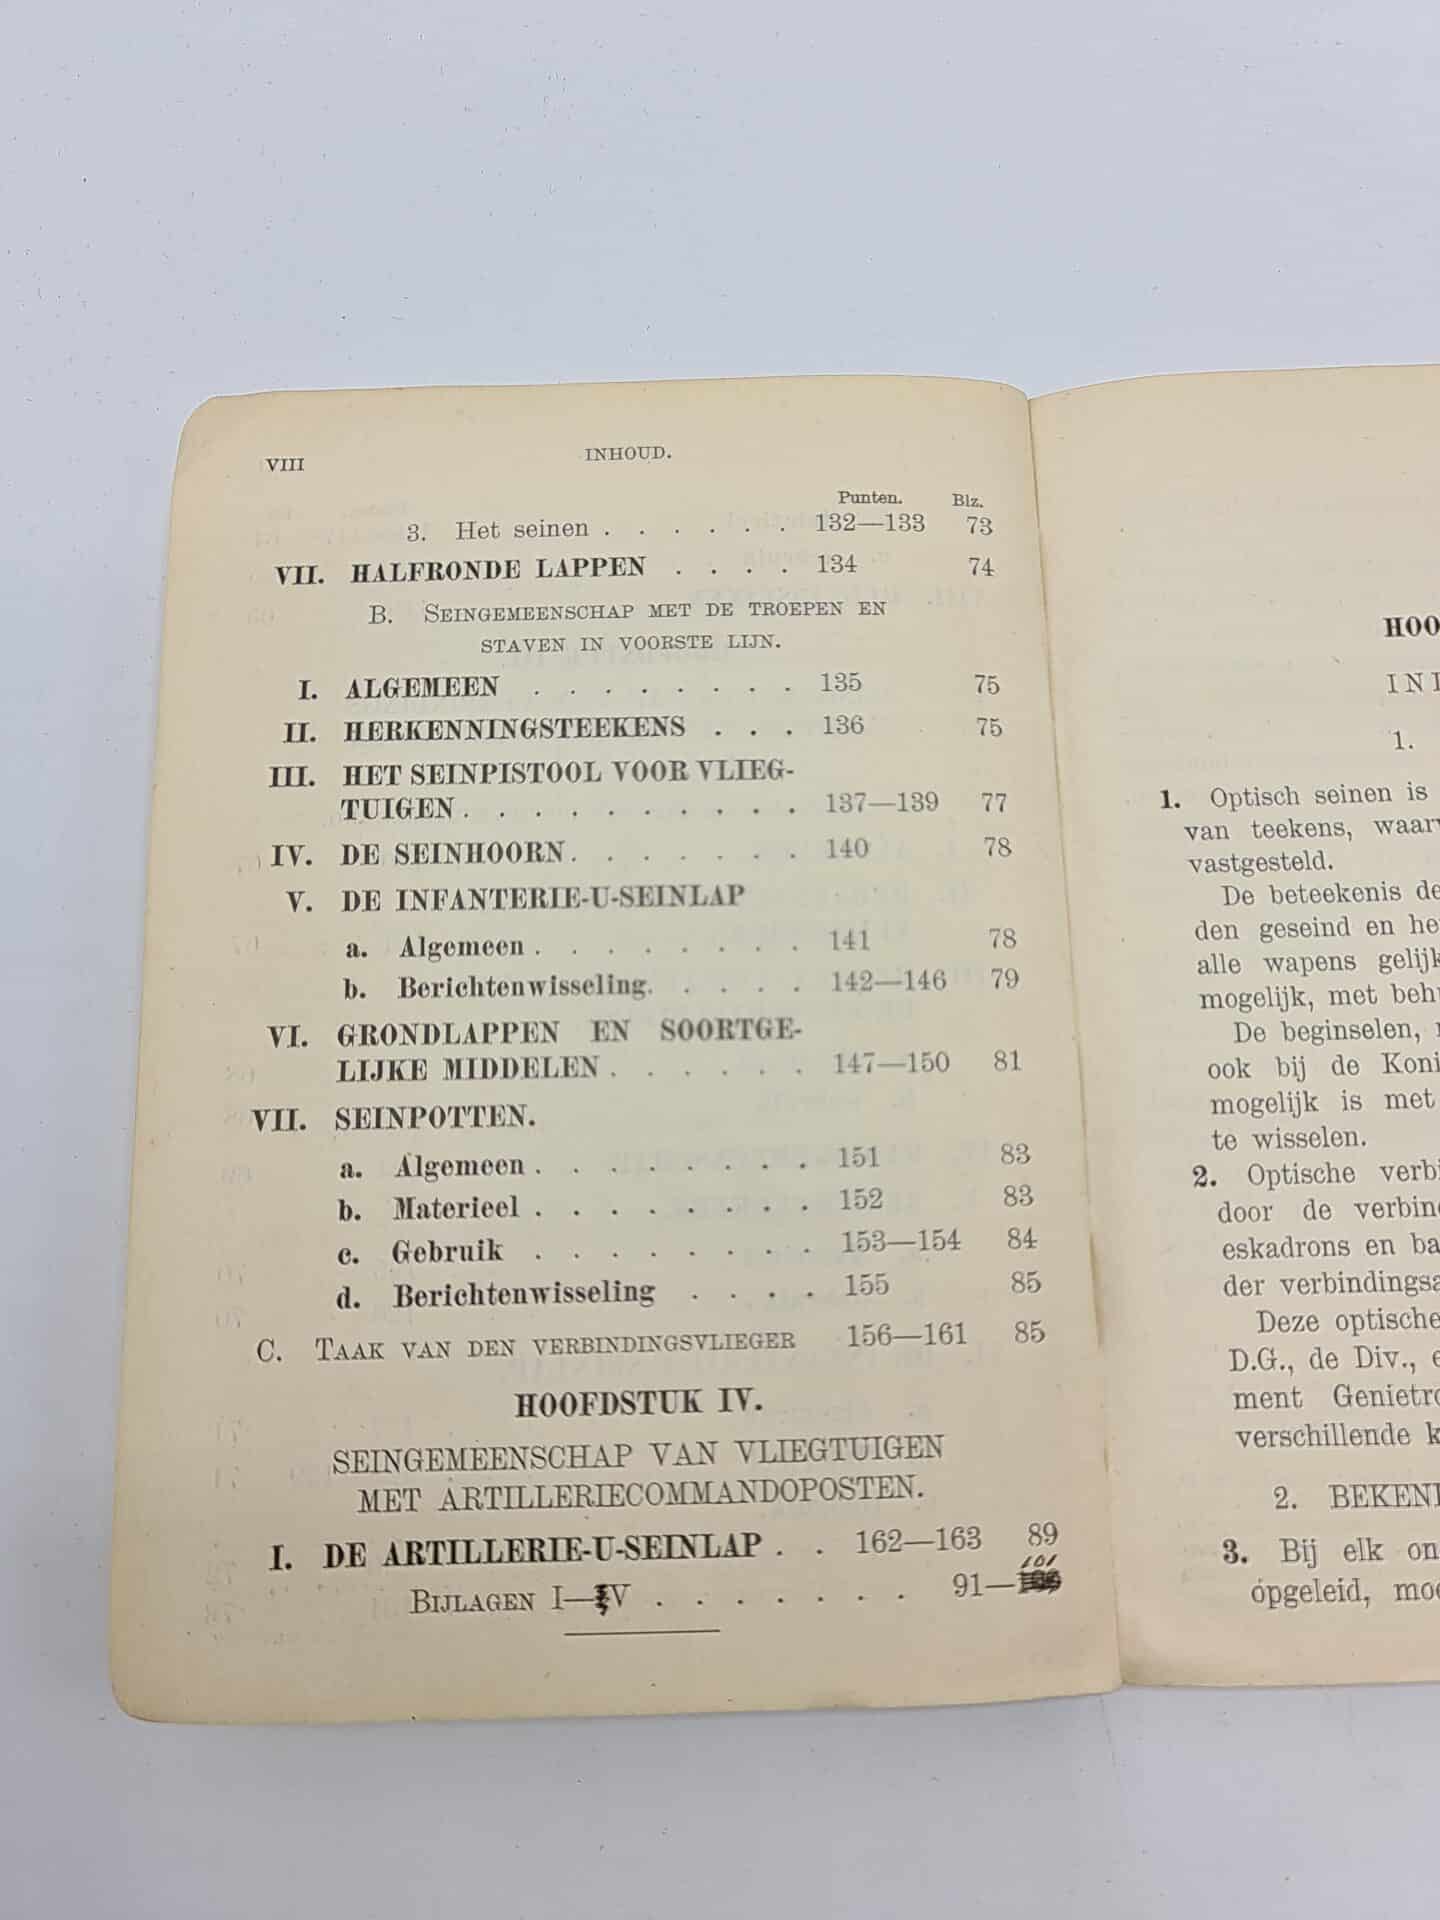 VIII INHOUD.
Punten. Blz.
3. Het seinen . . . . . . 132—133 73
VII. HALFRONDE LAPPEN . . . . 134 74
B. SEINGEMEENSCHAP MET DE TROEPEN EN
STAVEN IN VOORSTE LIJN.
I. ALGEMEEN . . . . . . . . 135 75
II. HERKENNINGSTEEKENS . . . 136 75
III. HET SEINPISTOOL VOOR VLIEG-
TUIGEN . . . . . . . . . . 137—139 77
IV. DE SEINHOORN . . . . . . . 140 78
V. DE INFANTERIE-U-SEINLAP
a. Algemeen . . . . . . . . 141 78
b. Berichtenwisseling. . . . . 142—146 79
VI. GRONDLAPPEN EN SOORTGE-
LIJKE MIDDELEN . . . . . . 147—150 81
VII. SEINPOTTEN.
a. Algemeen . . . . . . . . 151 83
b. Materieel . . . . . . . . 152 83
c. Gebruik . . . . . . . . 153—154 84
d. Berichtenwisseling . . . . 155 85
C. TAAK VAN DEN VERBINDINGSVLIEGER 156—161 85
HOOFDSTUK IV.
SEINGEMEENSCHAP VAN VLIEGTUIGEN
MET ARTILLERIECOMMANDOPOSTEN.
I. DE ARTILLERIE-U-SEINLAP . . 162—163 89
101
BIJLAGEN I—V . . . . . . . 91—
HOO
INI
1.
1. Optisch seinen is
van teekens, waar
vastgesteld.
De beteekenis de
den geseind en he
alle wapens gelijk
mogelijk, met beh
De beginselen,
ook bij de Koni
mogelijk is met
te wisselen.
2. Optische verbi
door de verbin
eskadrons en ba
der verbindingsa
Deze optische
D.G., de Div., e
ment Genietro
verschillende k
2. BEKEN
3. Bij elk on
opgeleid, moe